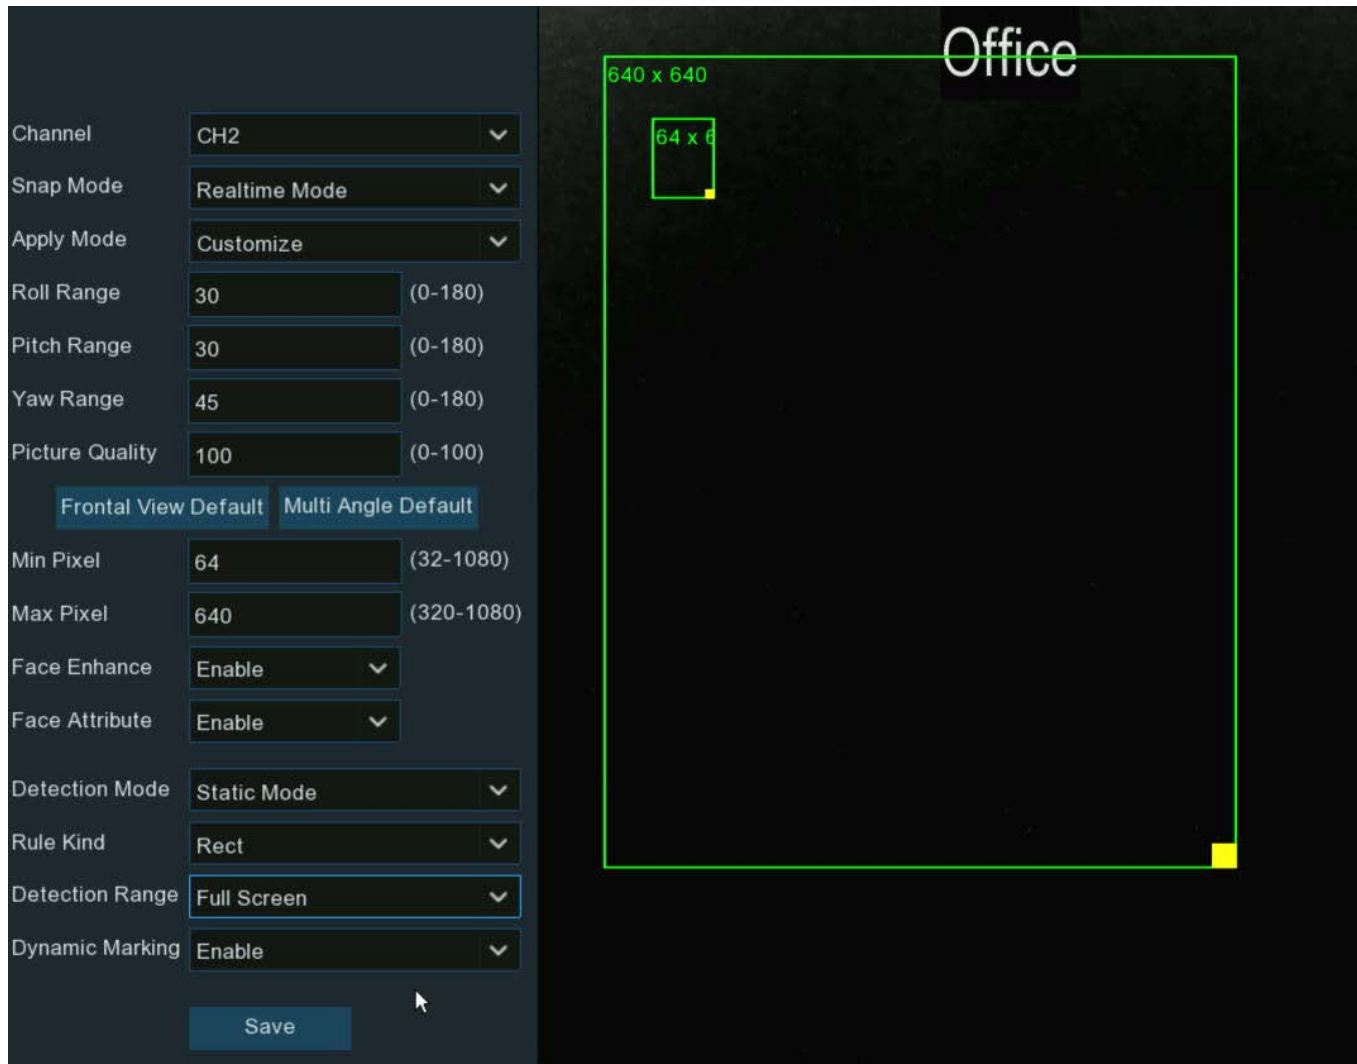 Office
640 x 640
64 x 6
Channel CH2
Snap Mode Realtime Mode
Apply Mode Customize
Roll Range 30 (0-180)
Pitch Range 30 (0-180)
Yaw Range 45 (0-180)
Picture Quality 100 (0-100)
Frontal View Default Multi Angle Default
Min Pixel 64 (32-1080)
Max Pixel 640 (320-1080)
Face Enhance Enable
Face Attribute Enable
Detection Mode Static Mode
Rule Kind Rect
Detection Range Full Screen
Dynamic Marking Enable
Save